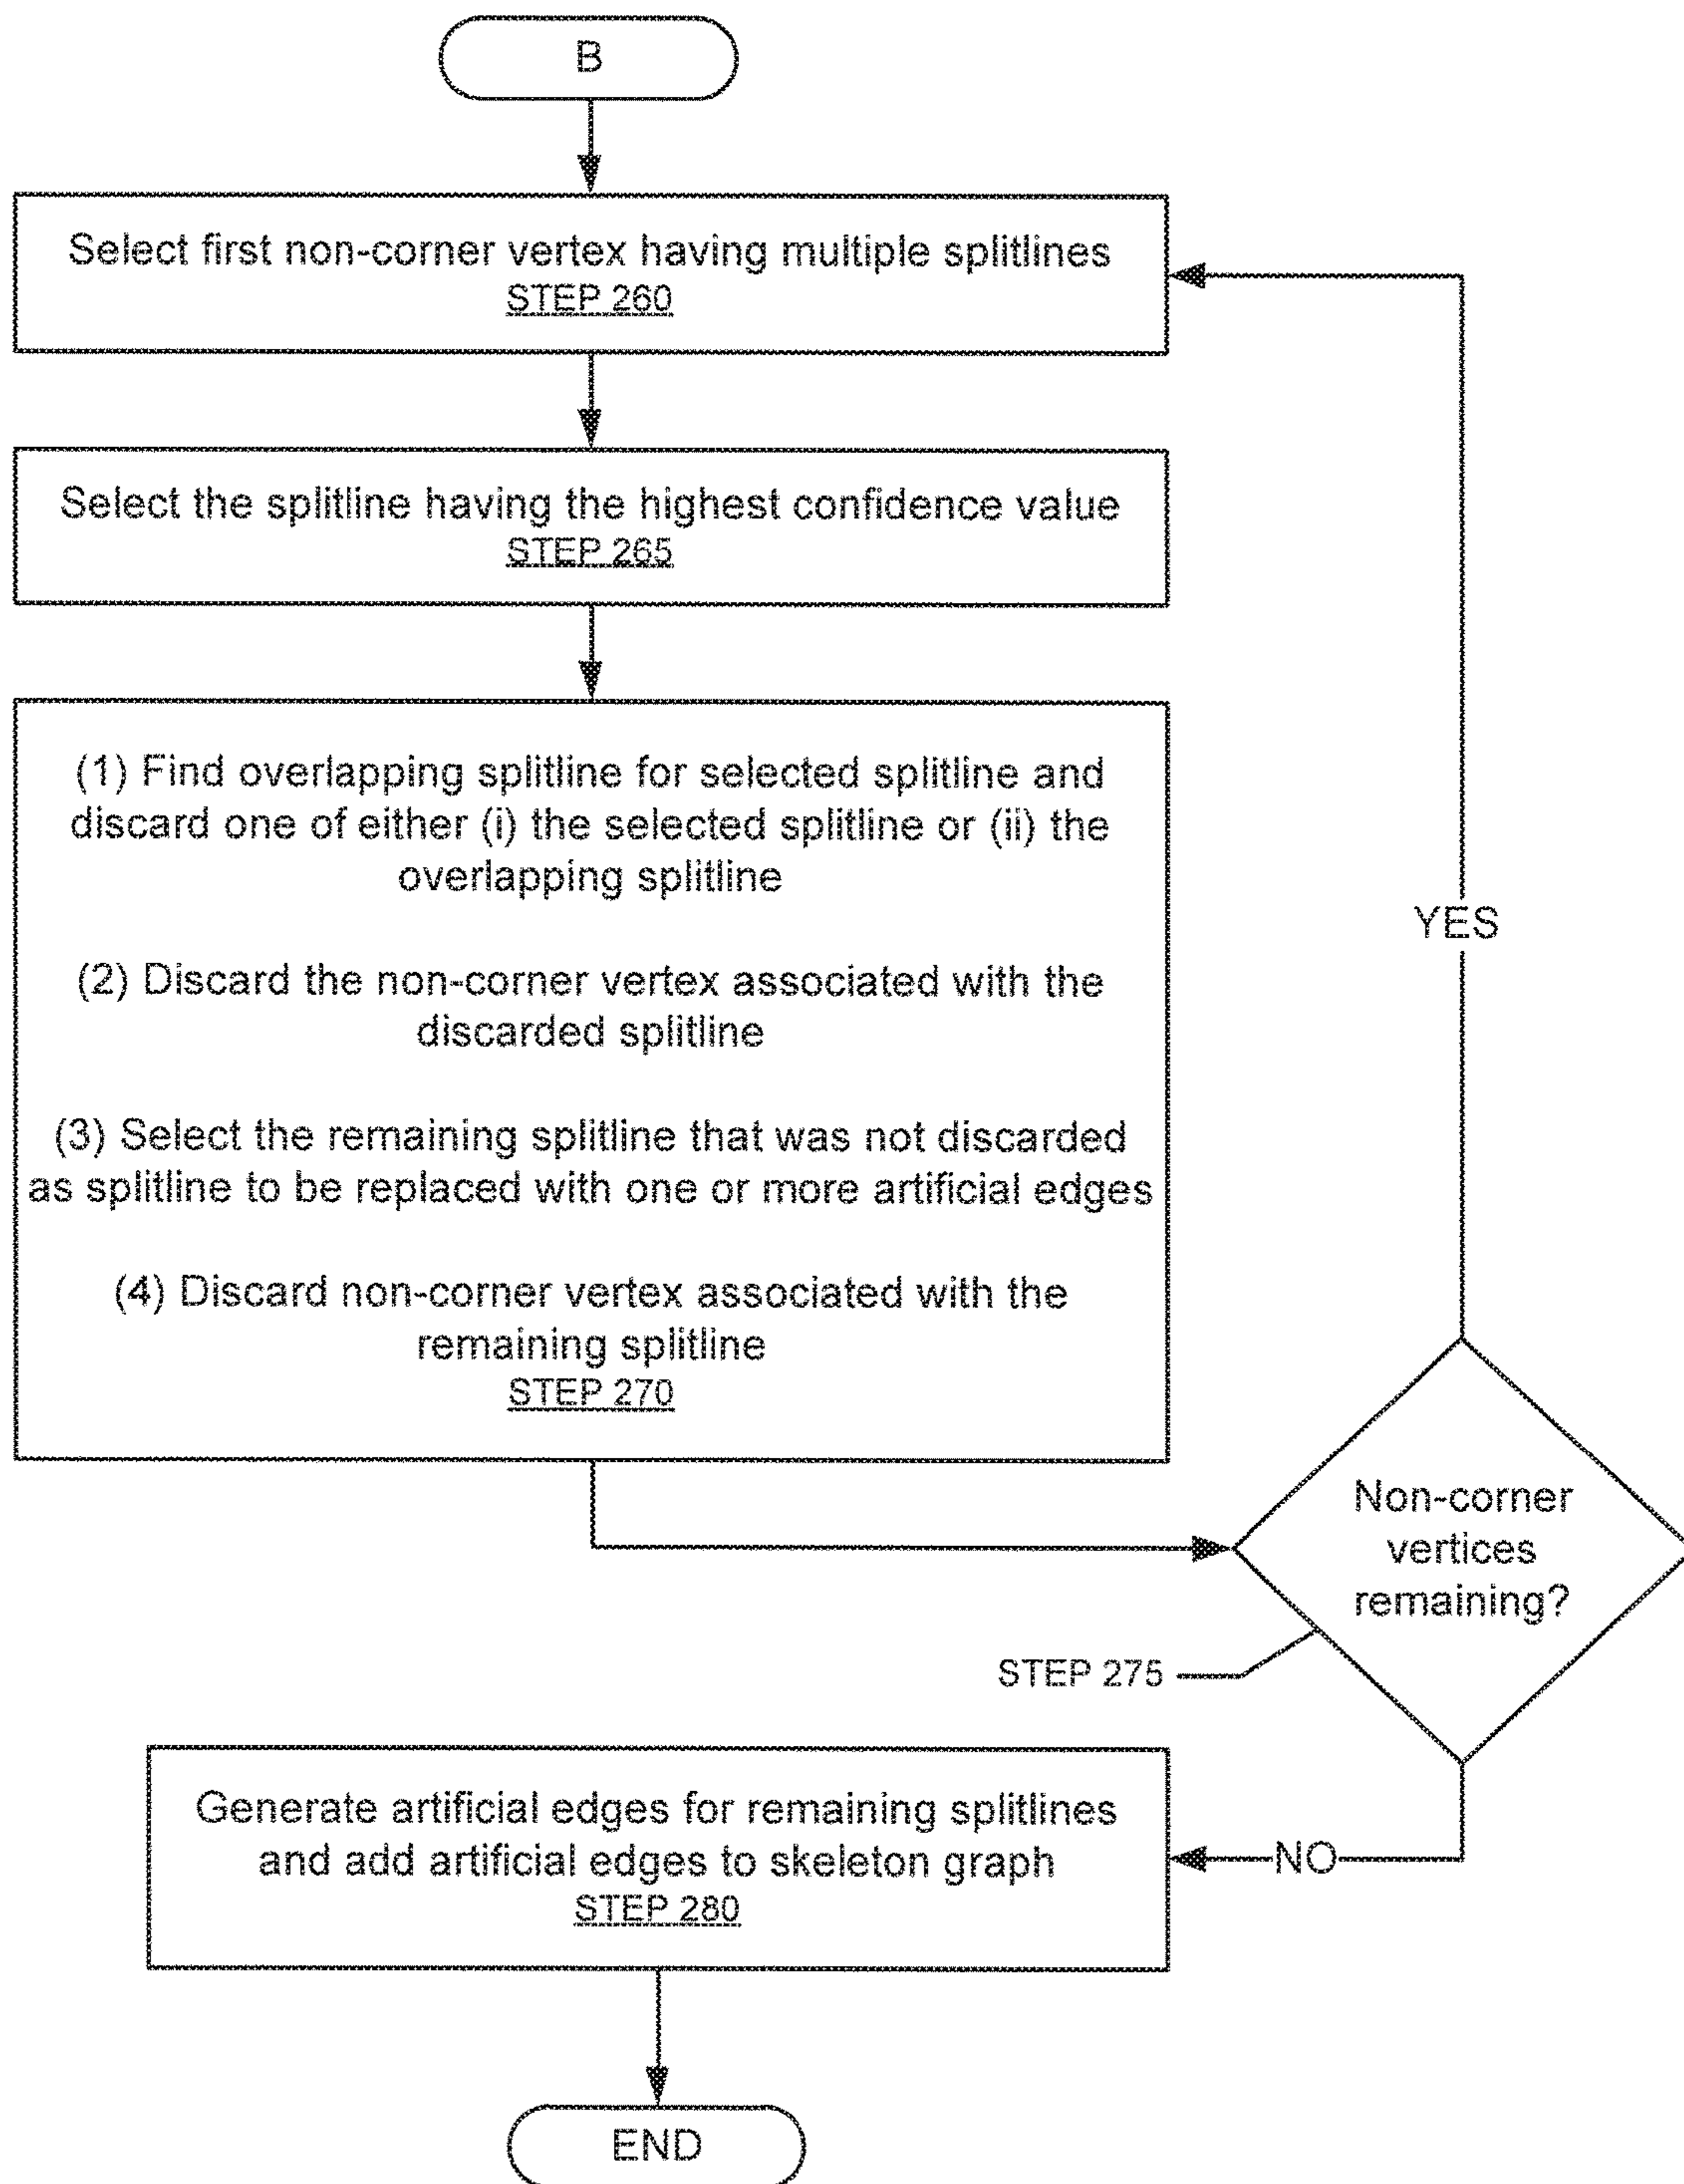 B
Select first non-corner vertex having multiple splitlines
STEP 260
Select the splitline having the highest confidence value
STEP 265
(1) Find overlapping splitline for selected splitline and
discard one of either (i) the selected splitline or (ii) the
overlapping splitline
(2) Discard the non-corner vertex associated with the
discarded splitline
(3) Select the remaining splitline that was not discarded
as splitline to be replaced with one or more artificial edges
(4) Discard non-corner vertex associated with the
remaining splitline
STEP 270
YES
Non-corner
vertices
remaining?
STEP 275
Generate artificial edges for remaining splitlines
and add artificial edges to skeleton graph
STEP 280
NO
END